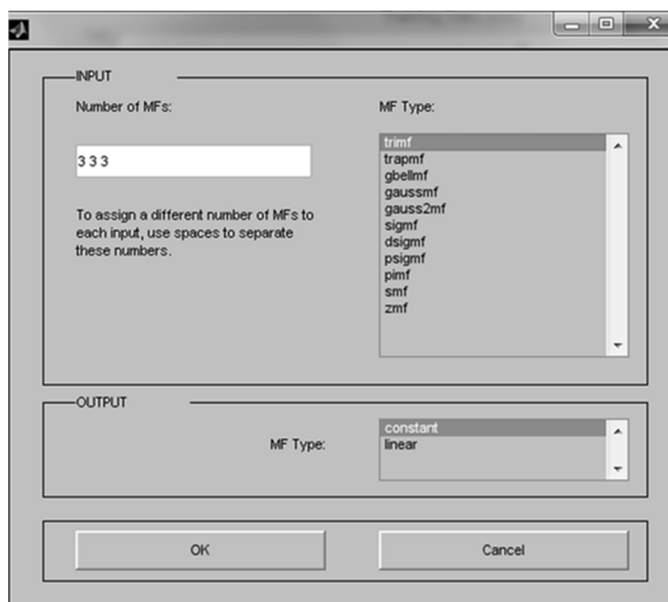 INPUT
Number of MFs:
3 3 3
To assign a different number of MFs to
each input, use spaces to separate
these numbers.
MF Type:
trimf
trapmf
gbellmf
gaussmf
gauss2mf
sigmf
dsigmf
psigmf
pimf
smf
zmf
OUTPUT
MF Type:
constant
linear
OK
Cancel